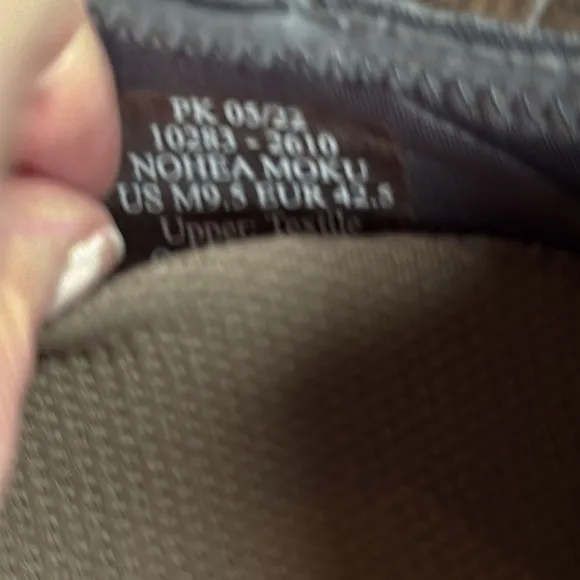 PK 05/22
10283 - 2610
NOHEA MOKU
US M9.5 EUR 42.5
Upper: Textile